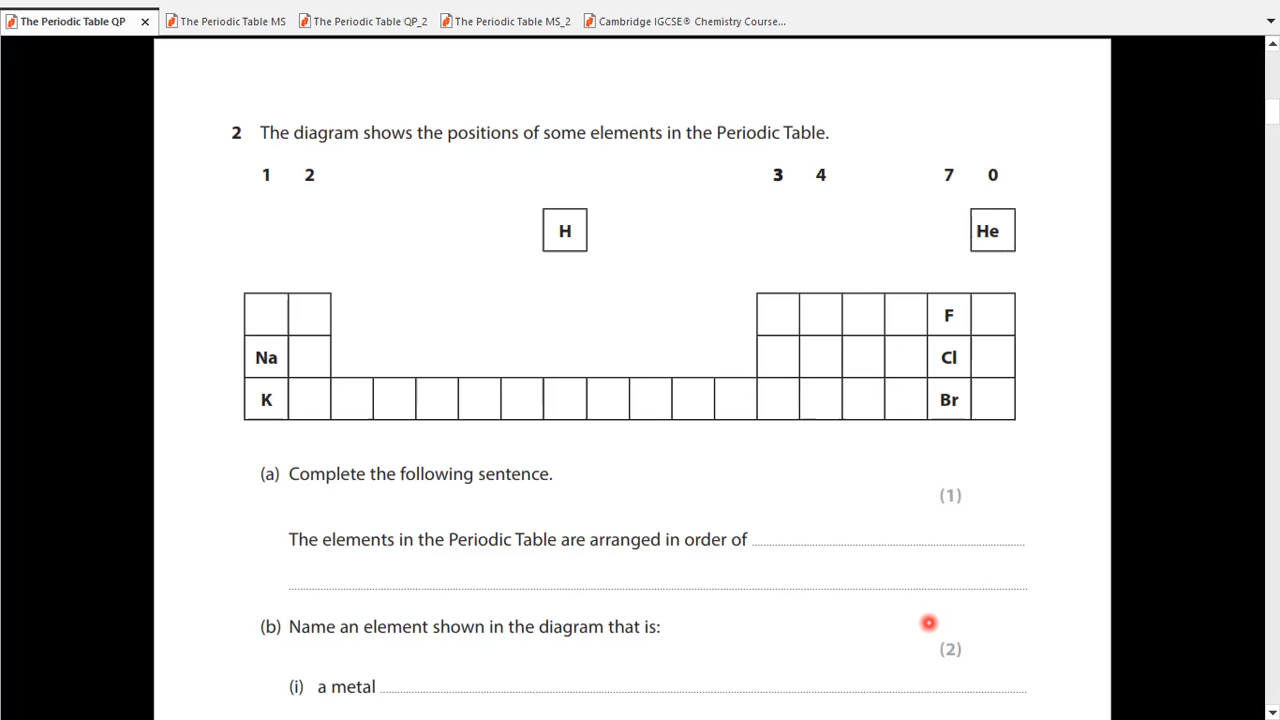 The Periodic Table QP × The Periodic Table MS The Periodic Table QP_2 The Periodic Table MS_2 Cambridge IGCSE® Chemistry Course...
2 The diagram shows the positions of some elements in the Periodic Table.
1 2 3 4 7 0
H He
F
Na Cl
K Br
(a) Complete the following sentence.
(1)
The elements in the Periodic Table are arranged in order of
(b) Name an element shown in the diagram that is:
(2)
(i) a metal